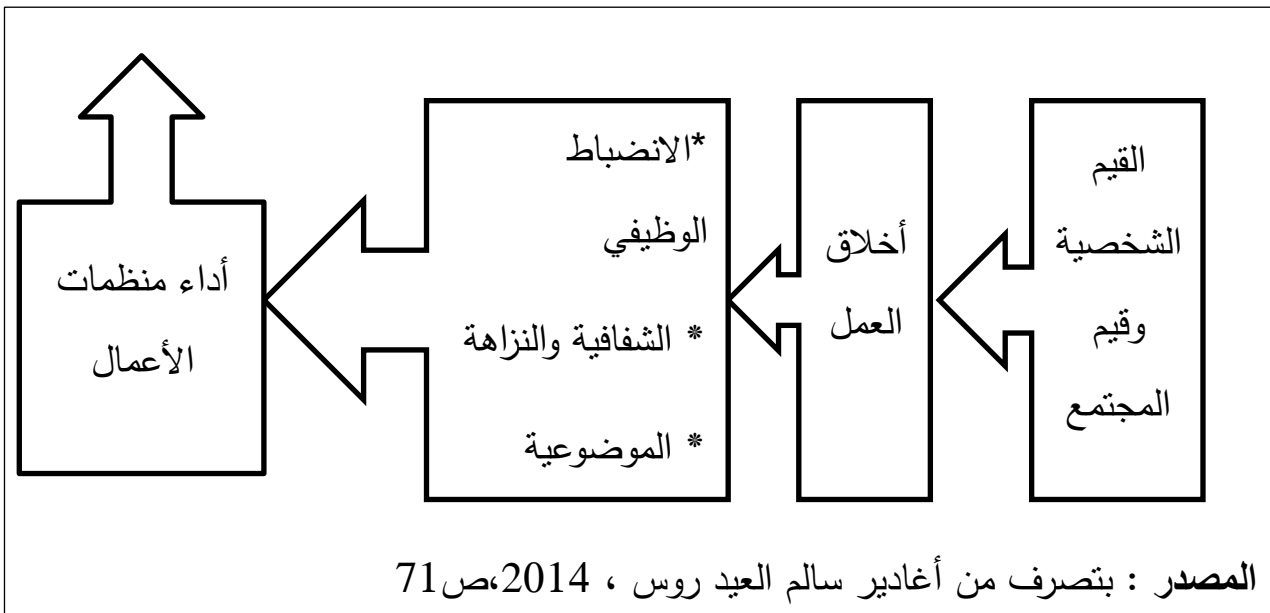 القيم
الشخصية
وقيم
المجتمع
أخلاق
العمل
*الانضباط
الوظيفي
* الشفافية والنزاهة
* الموضوعية
أداء منظمات
الأعمال
المصدر : بتصرف من أغادير سالم العيد روس ، 2014،ص71